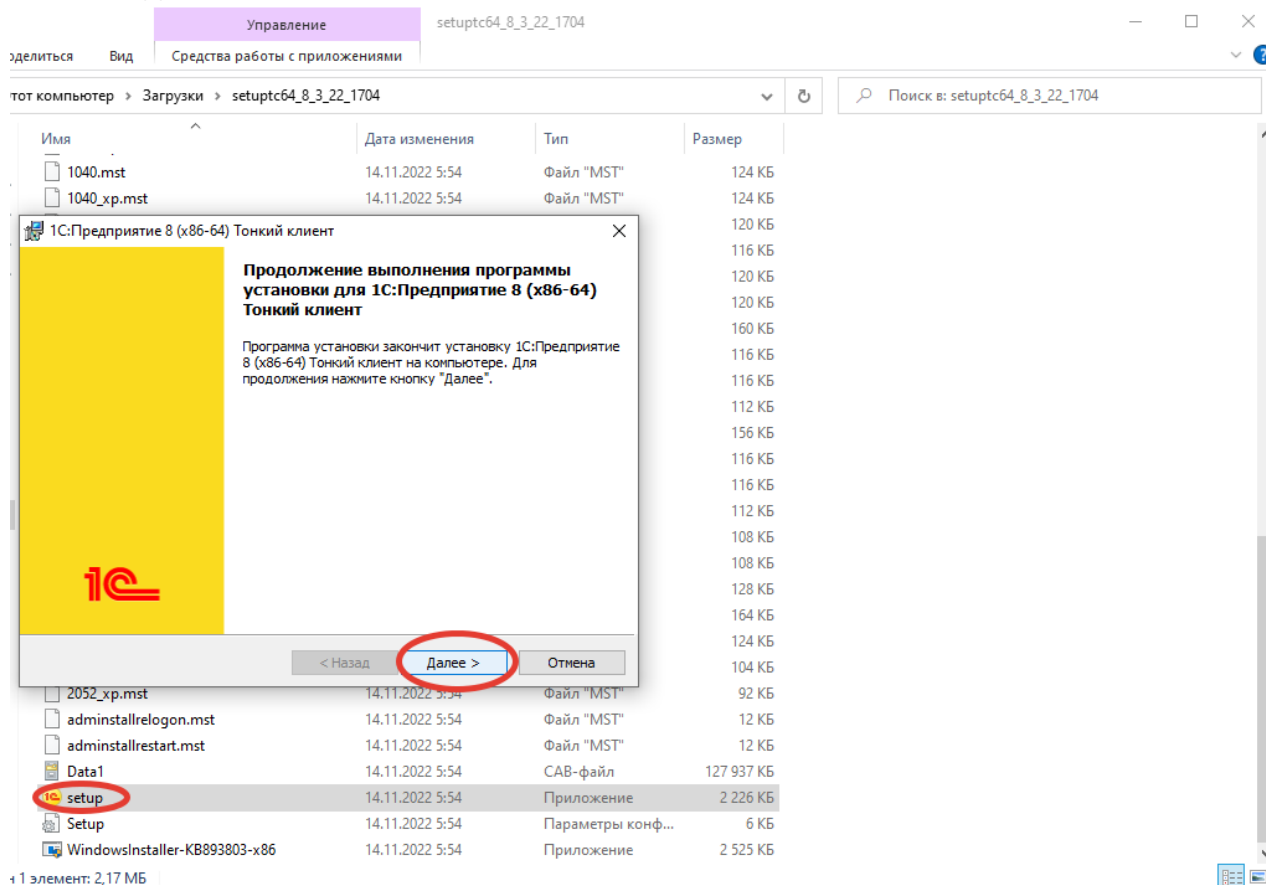 Управление setuptc64_8_3_22_1704
Вид Средства работы с приложениями
компьютер › Загрузки › setuptc64_8_3_22_1704 Поиск в: setuptc64_8_3_22_1704
Имя Дата изменения Тип Размер
1040.mst 14.11.2022 5:54 Файл "MST" 124 КБ
1040_xp.mst 14.11.2022 5:54 Файл "MST" 124 КБ
120 КБ
116 КБ
120 КБ
120 КБ
160 КБ
116 КБ
116 КБ
112 КБ
156 КБ
116 КБ
116 КБ
112 КБ
108 КБ
108 КБ
128 КБ
164 КБ
124 КБ
104 КБ
1С:Предприятие 8 (x86-64) Тонкий клиент
Продолжение выполнения программы
установки для 1С:Предприятие 8 (x86-64)
Тонкий клиент
Программа установки закончит установку 1С:Предприятие
8 (x86-64) Тонкий клиент на компьютере. Для
продолжения нажмите кнопку "Далее".
1С
< Назад Далее > Отмена
2052_xp.mst 14.11.2022 5:54 Файл "MST" 92 КБ
adminstallrelogon.mst 14.11.2022 5:54 Файл "MST" 12 КБ
adminstallrestart.mst 14.11.2022 5:54 Файл "MST" 12 КБ
Data1 14.11.2022 5:54 CAB-файл 127 937 КБ
setup 14.11.2022 5:54 Приложение 2 226 КБ
Setup 14.11.2022 5:54 Параметры конф... 6 КБ
WindowsInstaller-KB893803-x86 14.11.2022 5:54 Приложение 2 525 КБ
1 элемент: 2,17 МБ